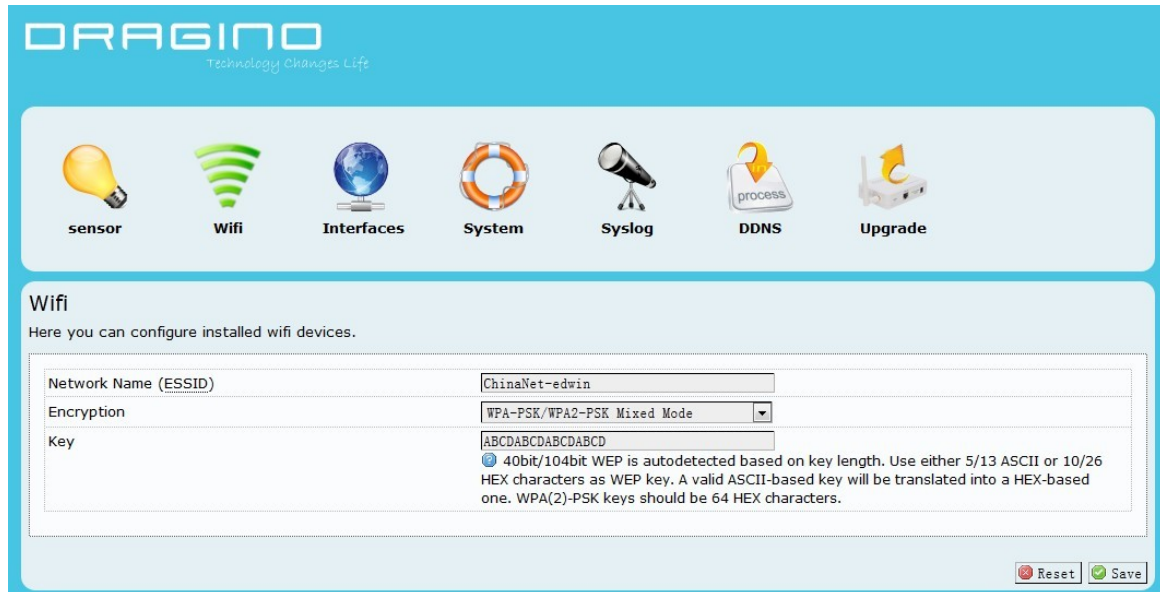 DRAGINO
Technology Changes Life
in
process
sensor Wifi Interfaces System Syslog DDNS Upgrade
Wifi
Here you can configure installed wifi devices.
Network Name (ESSID) ChinaNet-edwin
Encryption WPA-PSK/WPA2-PSK Mixed Mode
Key ABCDABCDABCDABCD
40bit/104bit WEP is autodetected based on key length. Use either 5/13 ASCII or 10/26
HEX characters as WEP key. A valid ASCII-based key will be translated into a HEX-based
one. WPA(2)-PSK keys should be 64 HEX characters.
Reset Save